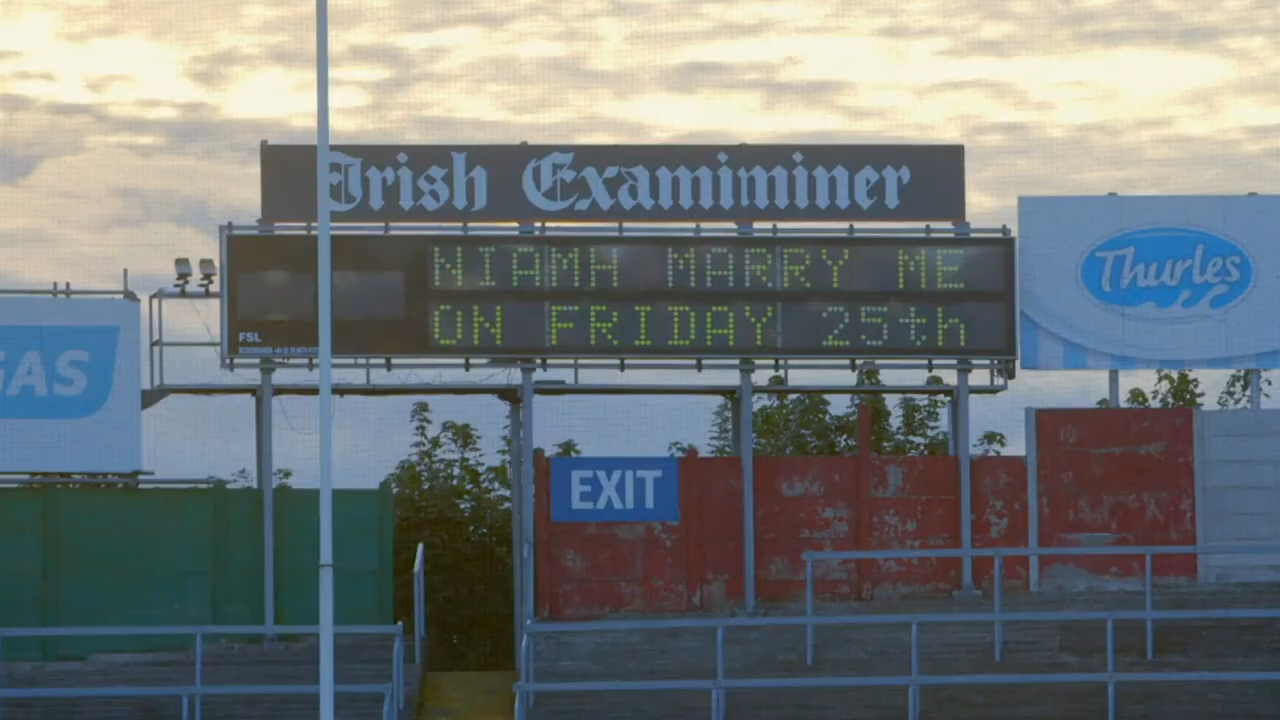 Irish Examiminer
NIAMH MARRY ME
ON FRIDAY 25th
FSL
Thurles
GAS
EXIT